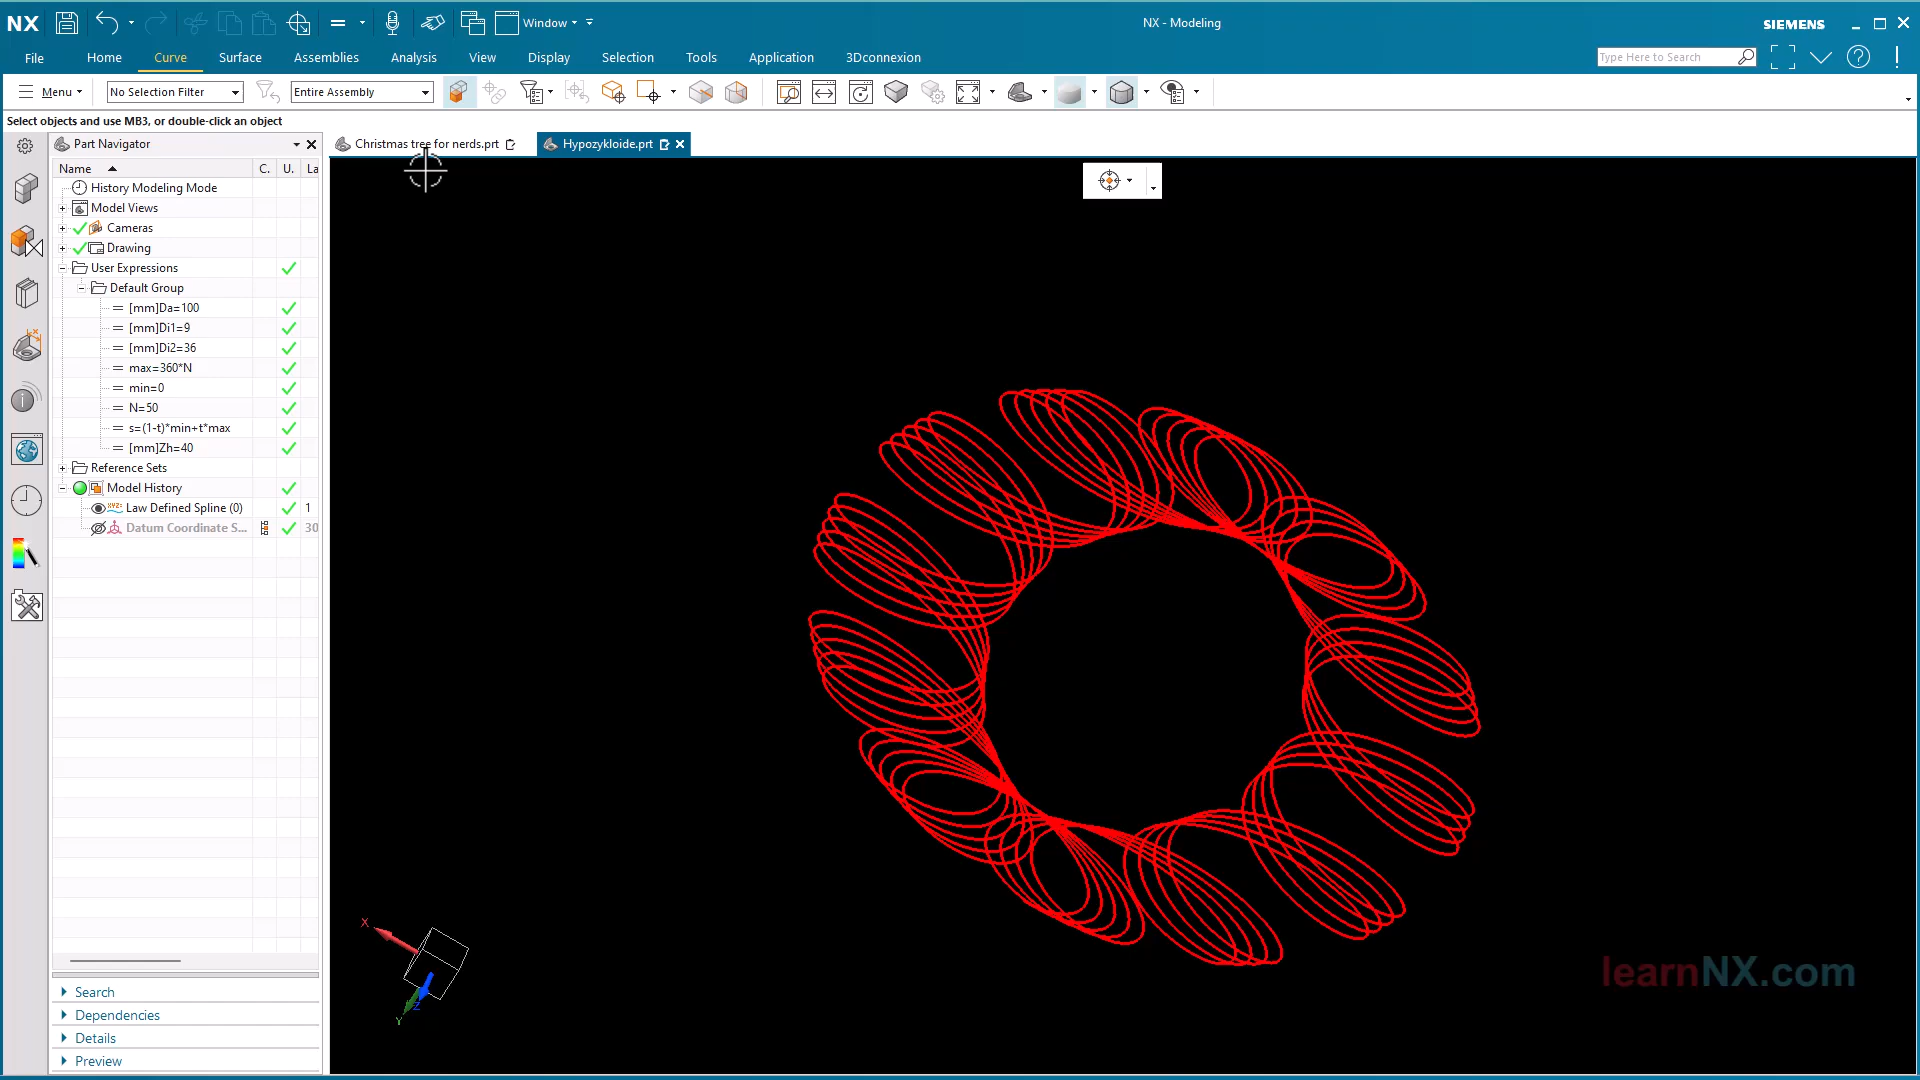 NX
Window
NX - Modeling
SIEMENS
File
Home
Curve
Surface
Assemblies
Analysis
View
Display
Selection
Tools
Application
3Dconnexion
Type Here to Search
Menu
No Selection Filter
Entire Assembly
Select objects and use MB3, or double-click an object
Part Navigator
Christmas tree for nerds.prt
Hypozykloide.prt
Name C. U. La
History Modeling Mode
Model Views
Cameras
Drawing
User Expressions
Default Group
[mm]Da=100
[mm]Di1=9
[mm]Di2=36
max=360*N
min=0
N=50
s=(1-t)*min+t*max
[mm]Zh=40
Reference Sets
Model History
Law Defined Spline (0) 1
Datum Coordinate S... 30
Search
Dependencies
Details
Preview
X
Y
Z
learnNX.com